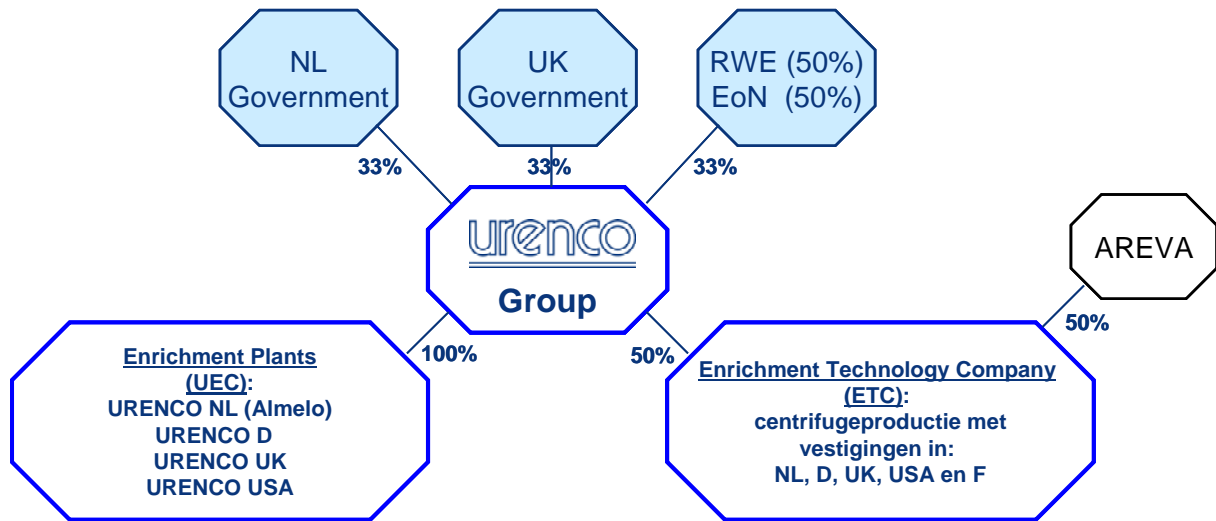 NL
Government
UK
Government
RWE (50%)
EoN (50%)
33%
33%
33%
urenco
Group
AREVA
50%
100%
50%
Enrichment Plants
(UEC):
URENCO NL (Almelo)
URENCO D
URENCO UK
URENCO USA
Enrichment Technology Company
(ETC):
centrifugeproductie met
vestigingen in:
NL, D, UK, USA en F